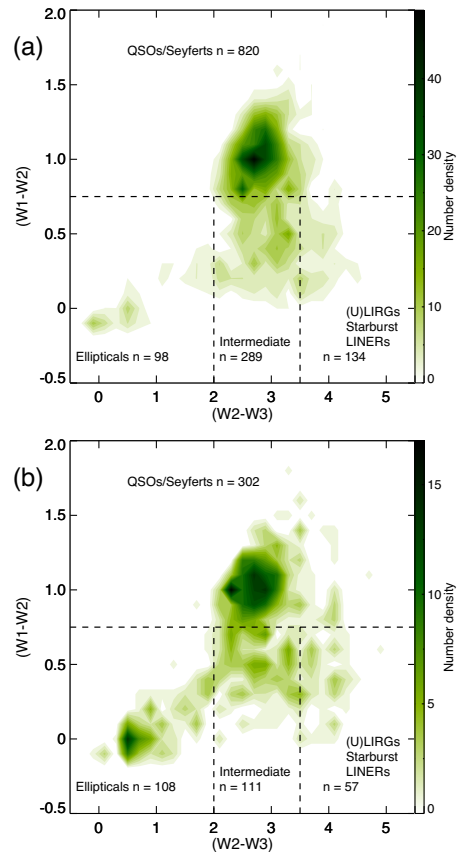 (a)
2.0
1.5
1.0
0.5
0
-0.5
(W1-W2)
QSOs/Seyferts n = 820
Ellipticals n = 98
Intermediate
n = 289
(U)LIRGs
Starburst
LINERs
n = 134
0 1 2 3 4 5
(W2-W3)
40
30
20
10
0
Number density
(b)
2.0
1.5
1.0
0.5
0
-0.5
(W1-W2)
QSOs/Seyferts n = 302
Ellipticals n = 108
Intermediate
n = 111
(U)LIRGs
Starburst
LINERs
n = 57
0 1 2 3 4 5
(W2-W3)
15
10
5
0
Number density